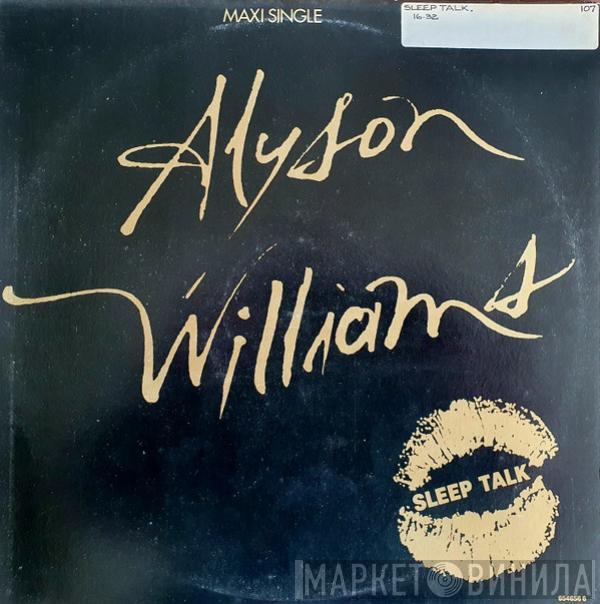 MAXI SINGLE
SLEEP TALK.
107
16-32
Alyson
Williams
SLEEP TALK
МАРКЕТ ВИНИЛА
654656 6